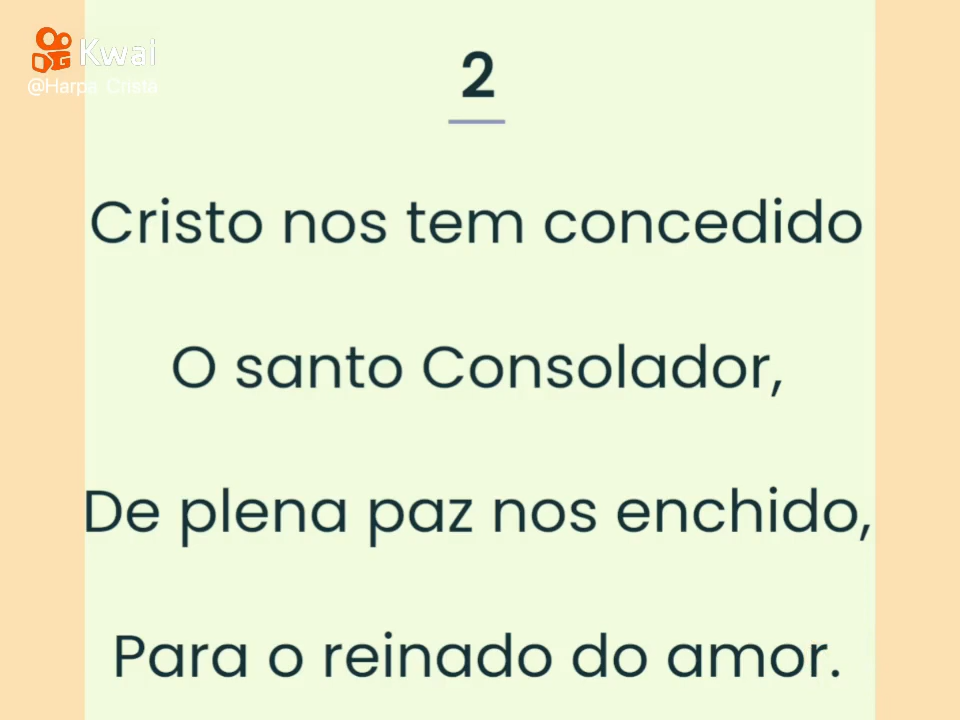 Kwai
@Harpa_Crista
2
Cristo nos tem concedido
O santo Consolador,
De plena paz nos enchido,
Para o reinado do amor.